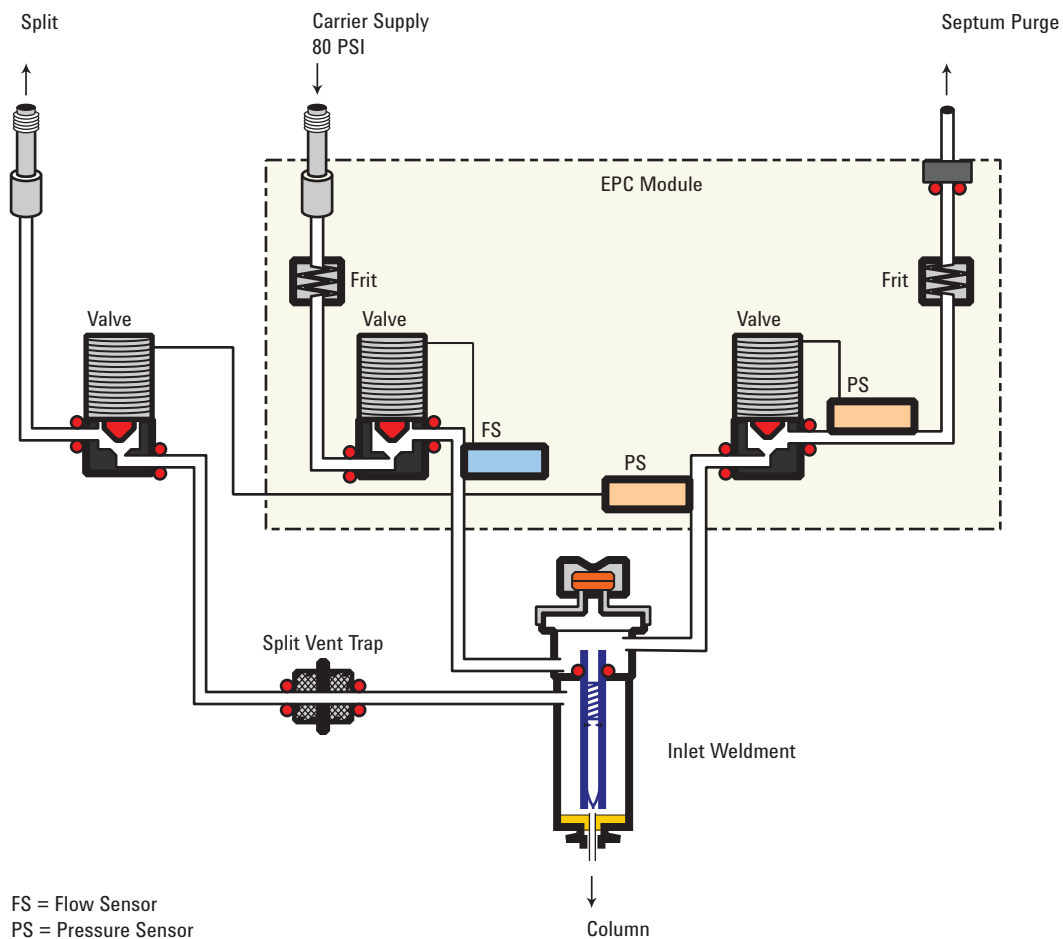 Split
Carrier Supply
80 PSI
Septum Purge
EPC Module
Frit
Frit
Valve
Valve
Valve
PS
FS
PS
Split Vent Trap
Inlet Weldment
FS = Flow Sensor
PS = Pressure Sensor
Column